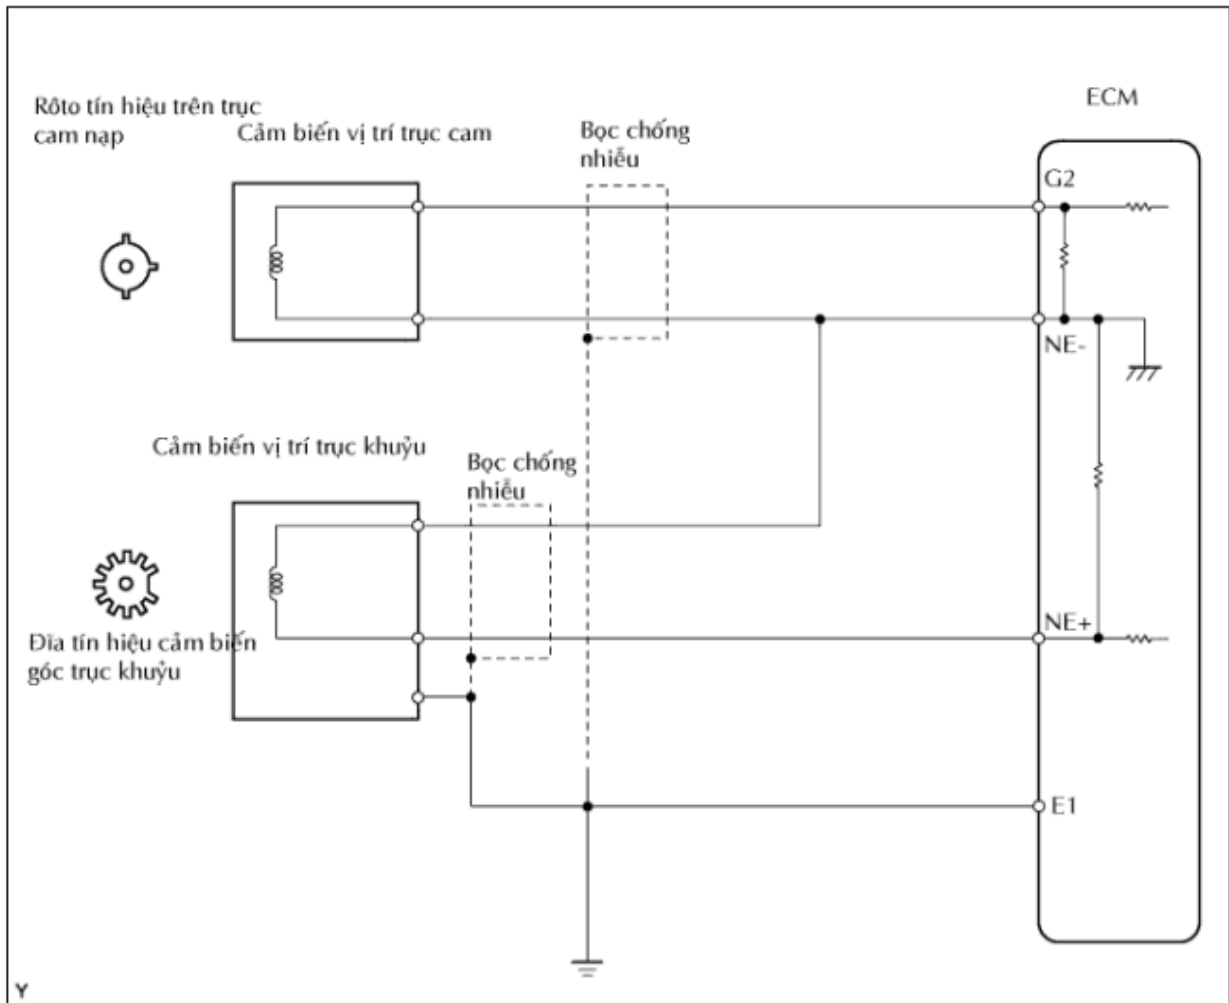 ECM
Rôto tín hiệu trên trục
cam nạp
Cảm biến vị trí trục cam
Bọc chống
nhiễu
G2
NE-
Cảm biến vị trí trục khuỷu
Bọc chống
nhiễu
NE+
Đĩa tín hiệu cảm biến
góc trục khuỷu
E1
Y